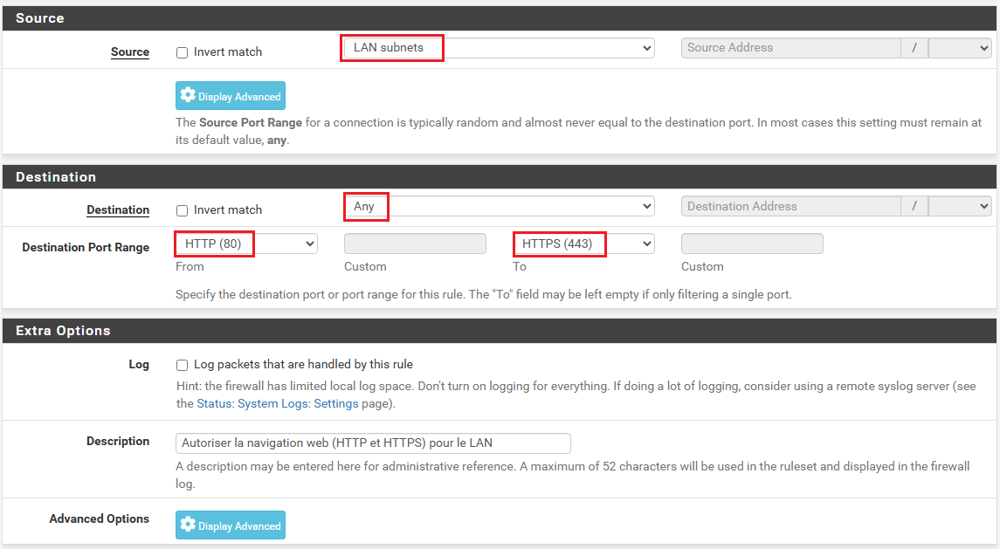 Source
Source Invert match LAN subnets Source Address /
Display Advanced
The Source Port Range for a connection is typically random and almost never equal to the destination port. In most cases this setting must remain at
its default value, any.
Destination
Destination Invert match Any Destination Address /
Destination Port Range HTTP (80) HTTPS (443)
From Custom To Custom
Specify the destination port or port range for this rule. The "To" field may be left empty if only filtering a single port.
Extra Options
Log Log packets that are handled by this rule
Hint: the firewall has limited local log space. Don't turn on logging for everything. If doing a lot of logging, consider using a remote syslog server (see
the Status: System Logs: Settings page).
Description Autoriser la navigation web (HTTP et HTTPS) pour le LAN
A description may be entered here for administrative reference. A maximum of 52 characters will be used in the ruleset and displayed in the firewall
log.
Advanced Options Display Advanced